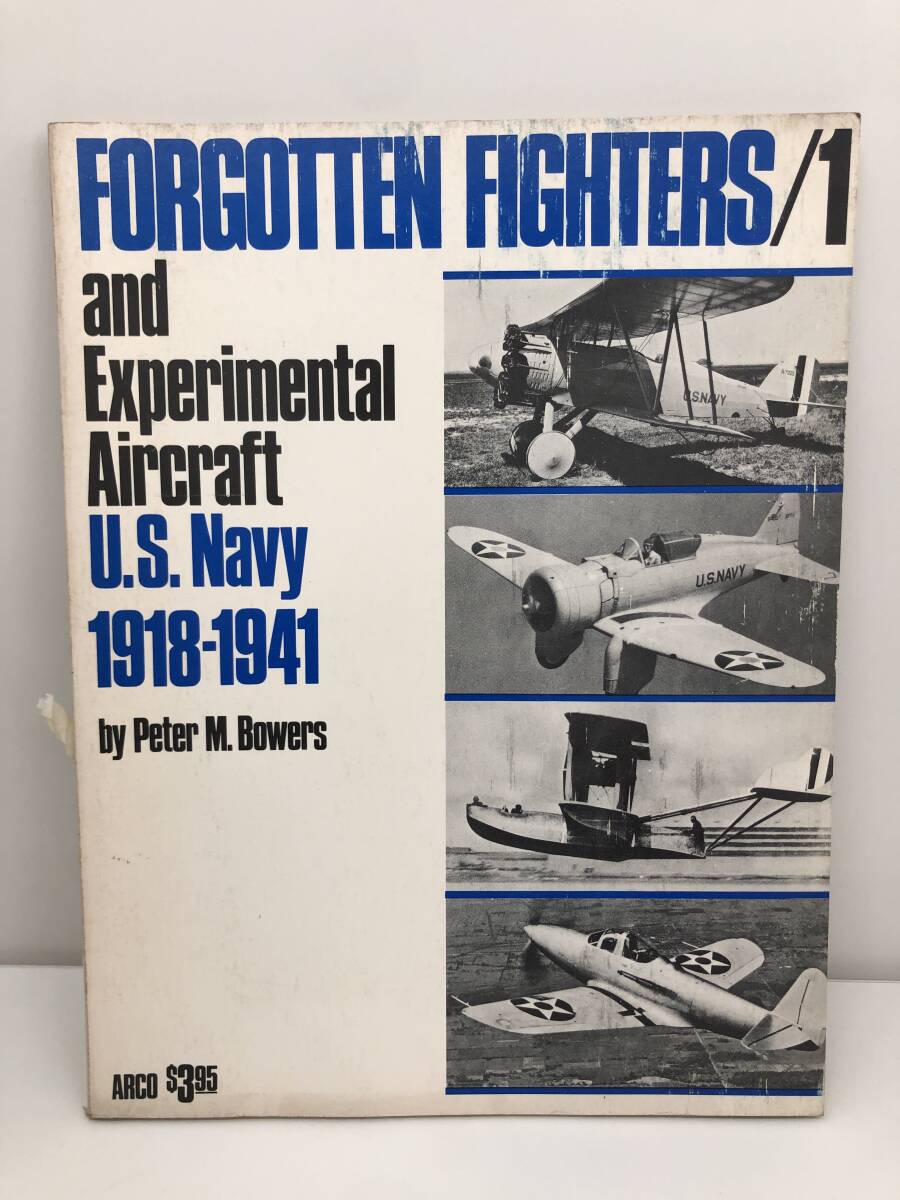 FORGOTTEN FIGHTERS/1
and
Experimental
Aircraft
U.S. Navy
1918-1941
by Peter M. Bowers
U.S.NAVY
U.S.NAVY
ARCO $3.95